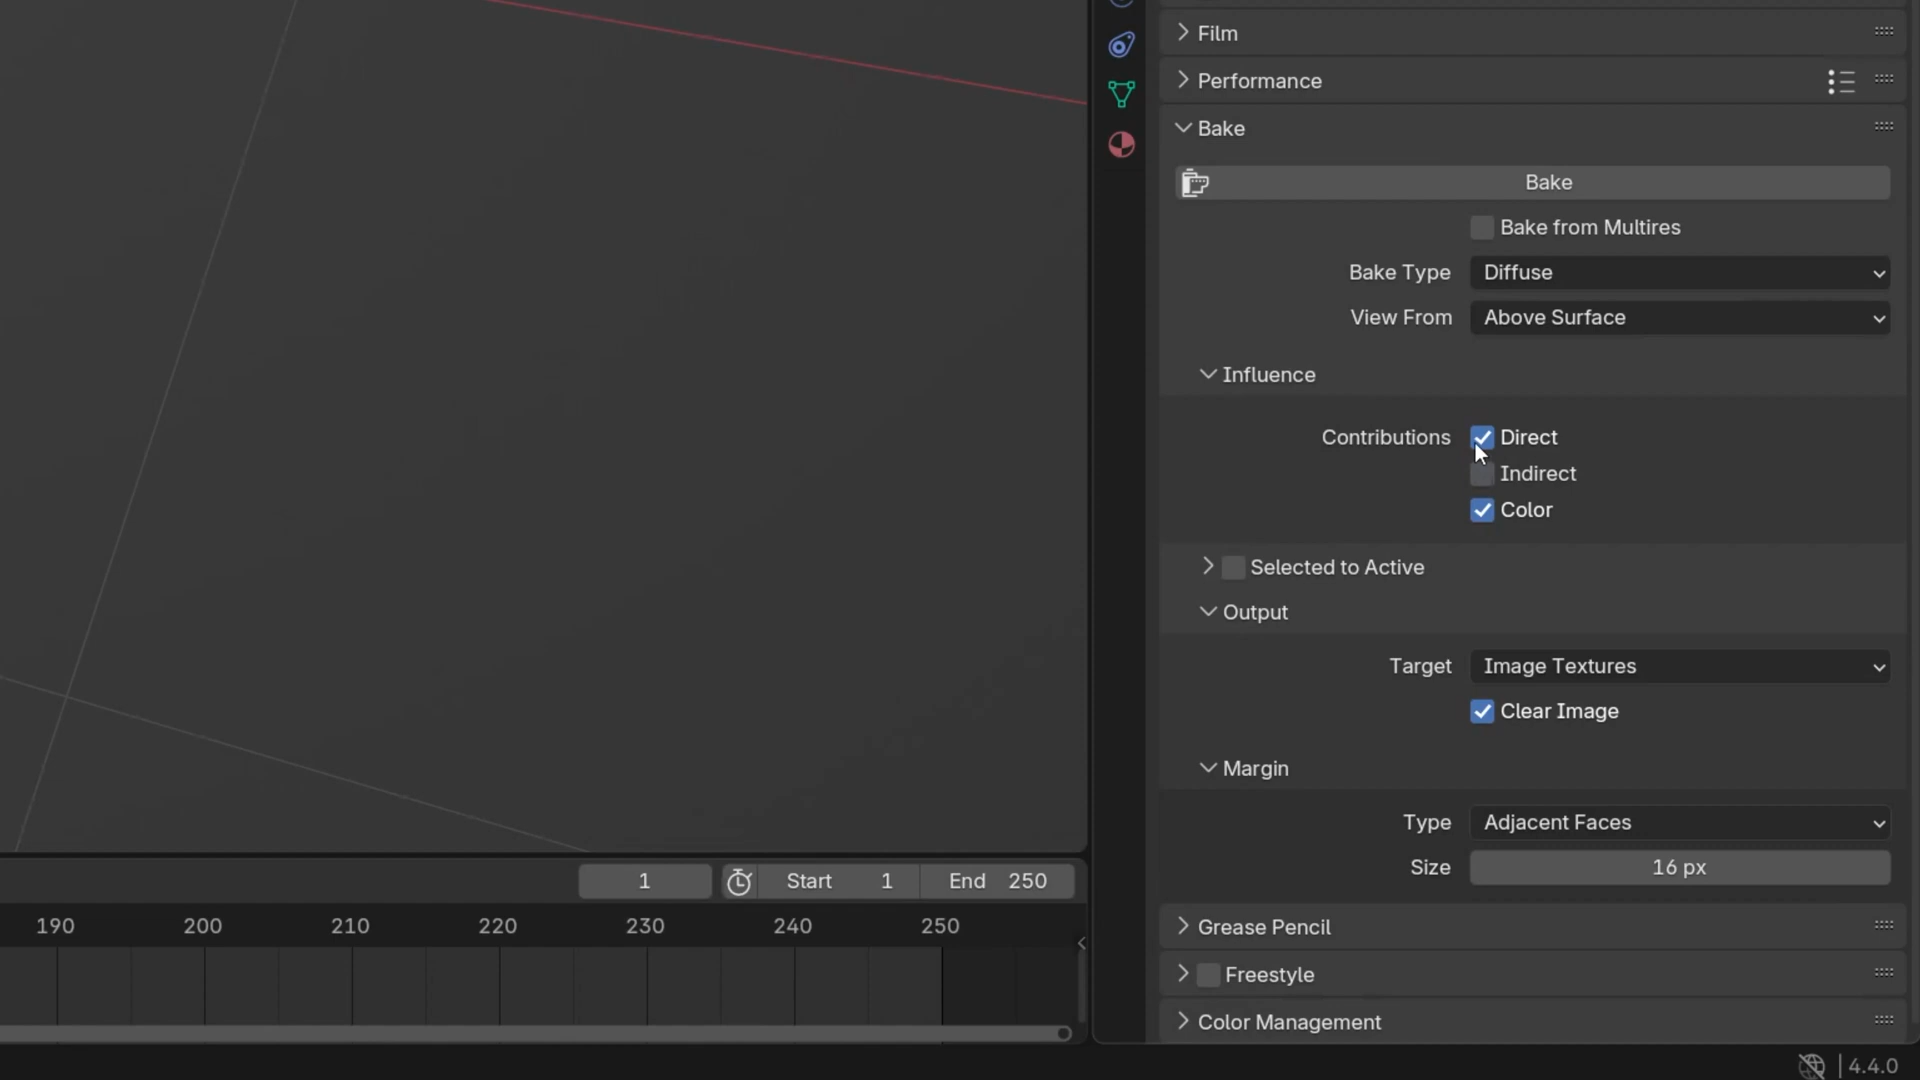 Film
Performance
Bake
Bake
Bake from Multires
Bake Type Diffuse
View From Above Surface
Influence
Contributions Direct
Indirect
Color
Selected to Active
Output
Target Image Textures
Clear Image
Margin
Type Adjacent Faces
Size 16 px
1 Start 1 End 250
190 200 210 220 230 240 250
Grease Pencil
Freestyle
Color Management
4.4.0